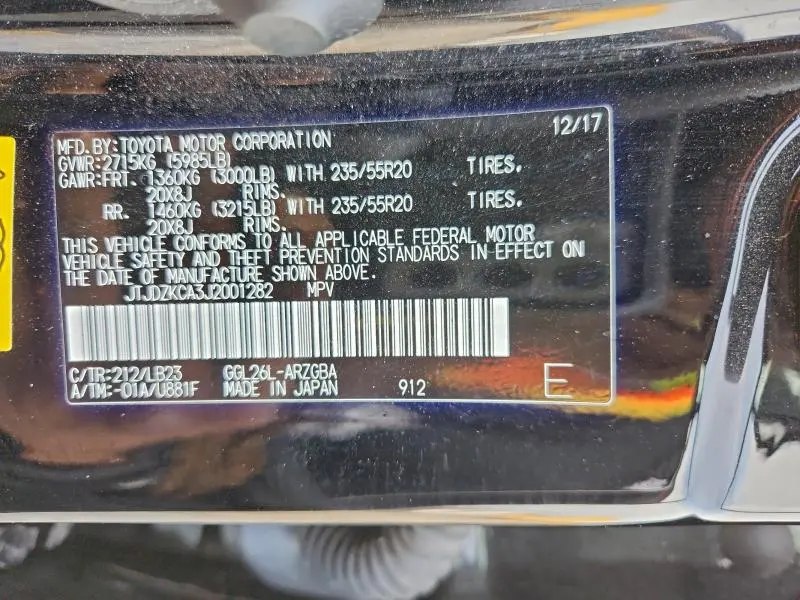 12/17
MFD. BY: TOYOTA MOTOR CORPORATION
GVWR: 2715KG (5985LB)
GAWR: FRT. 1360KG (3000LB) WITH 235/55R20 TIRES.
20X8J RIMS.
RR. 1460KG (3215LB) WITH 235/55R20 TIRES.
20X8J RIMS.
THIS VEHICLE CONFORMS TO ALL APPLICABLE FEDERAL MOTOR
VEHICLE SAFETY AND THEFT PREVENTION STANDARDS IN EFFECT ON
THE DATE OF MANUFACTURE SHOWN ABOVE.
JTJDZKCA3J2001282 MPV
C/TR: 212/LB23 GGL26L-ARZGBA
A/TM: -01A/U881F MADE IN JAPAN 912 E